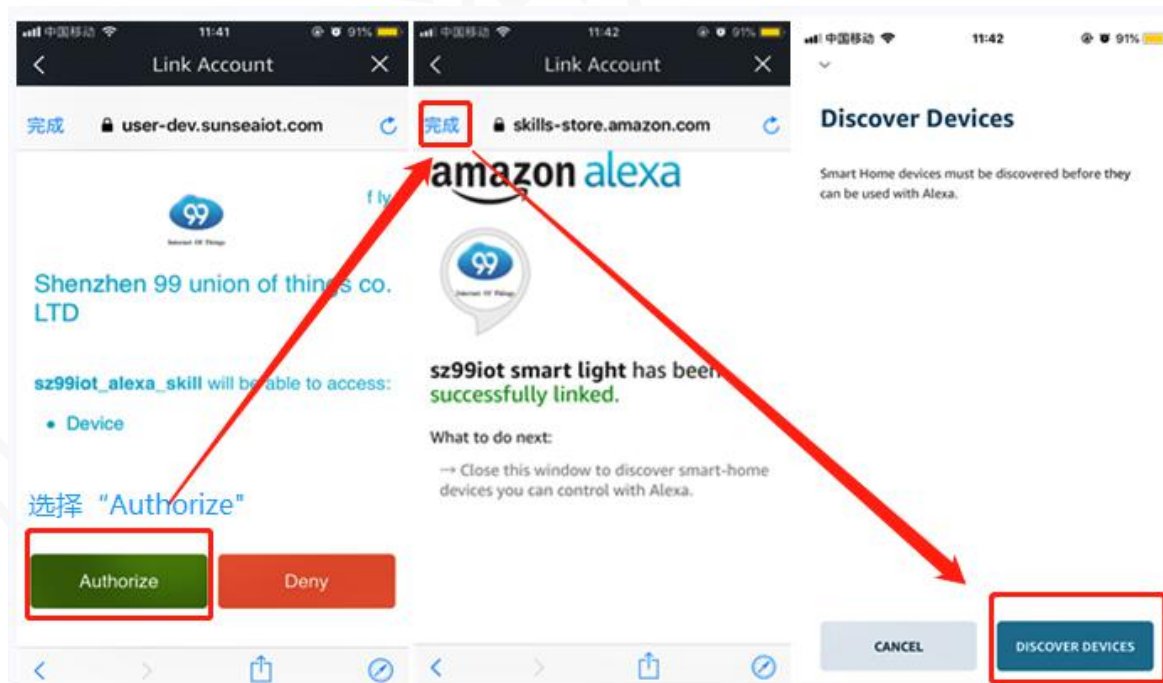 中国移动 11:41 91%
Link Account
完成 user-dev.sunseaiot.com
f ly
99
Internet Of Things
Shenzhen 99 union of things co.
LTD
sz99iot_alexa_skill will be able to access:
• Device
选择 “Authorize"
Authorize Deny
中国移动 11:42 91%
Link Account
完成 skills-store.amazon.com
amazon alexa
99
Internet Of Things
sz99iot smart light has been
successfully linked.
What to do next:
→ Close this window to discover smart-home
devices you can control with Alexa.
中国移动 11:42 91%
Discover Devices
Smart Home devices must be discovered before they
can be used with Alexa.
CANCEL DISCOVER DEVICES